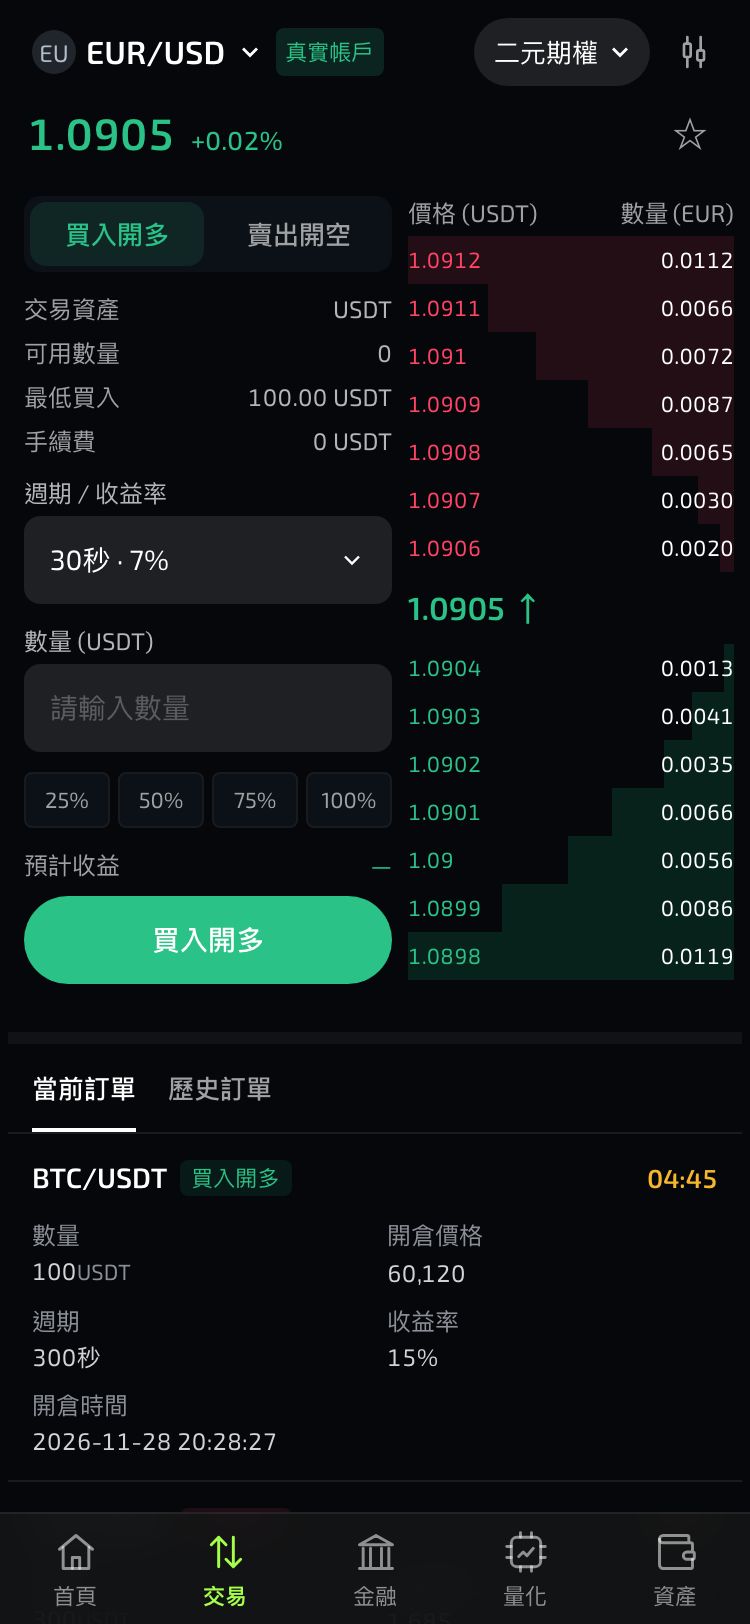 EU EUR/USD 真實帳戶 二元期權
1.0905 +0.02%
買入開多 賣出開空
交易資產 USDT
可用數量 0
最低買入 100.00 USDT
手續費 0 USDT
週期 / 收益率
30秒 · 7%
數量 (USDT)
請輸入數量
25% 50% 75% 100%
預計收益 —
買入開多
價格 (USDT) 數量 (EUR)
1.0912 0.0112
1.0911 0.0066
1.091 0.0072
1.0909 0.0087
1.0908 0.0065
1.0907 0.0030
1.0906 0.0020
1.0905 ↑
1.0904 0.0013
1.0903 0.0041
1.0902 0.0035
1.0901 0.0066
1.09 0.0056
1.0899 0.0086
1.0898 0.0119
當前訂單 歷史訂單
BTC/USDT 買入開多 04:45
數量 開倉價格
100USDT 60,120
週期 收益率
300秒 15%
開倉時間
2026-11-28 20:28:27
首頁 交易 金融 量化 資產